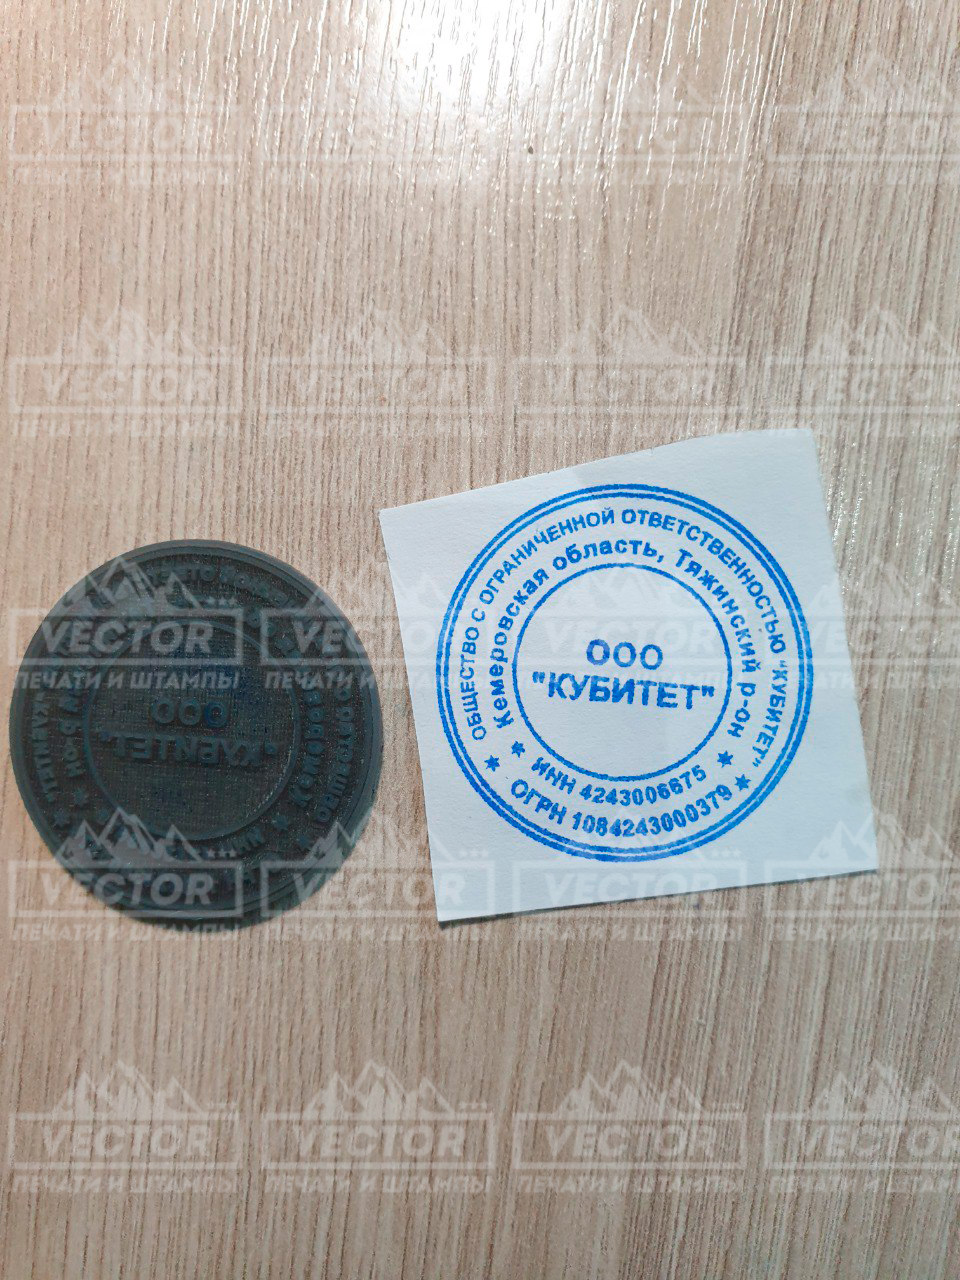 ОБЩЕСТВО С ОГРАНИЧЕННОЙ ОТВЕТСТВЕННОСТЬЮ "КУБИТЕТ"
Кемеровская область, Тяжинский р-он
ООО
"КУБИТЕТ"
* ИНН 4243006675 *
* ОГРН 1084243000379 *
VECTOR
ПЕЧАТИ И ШТАМПЫ